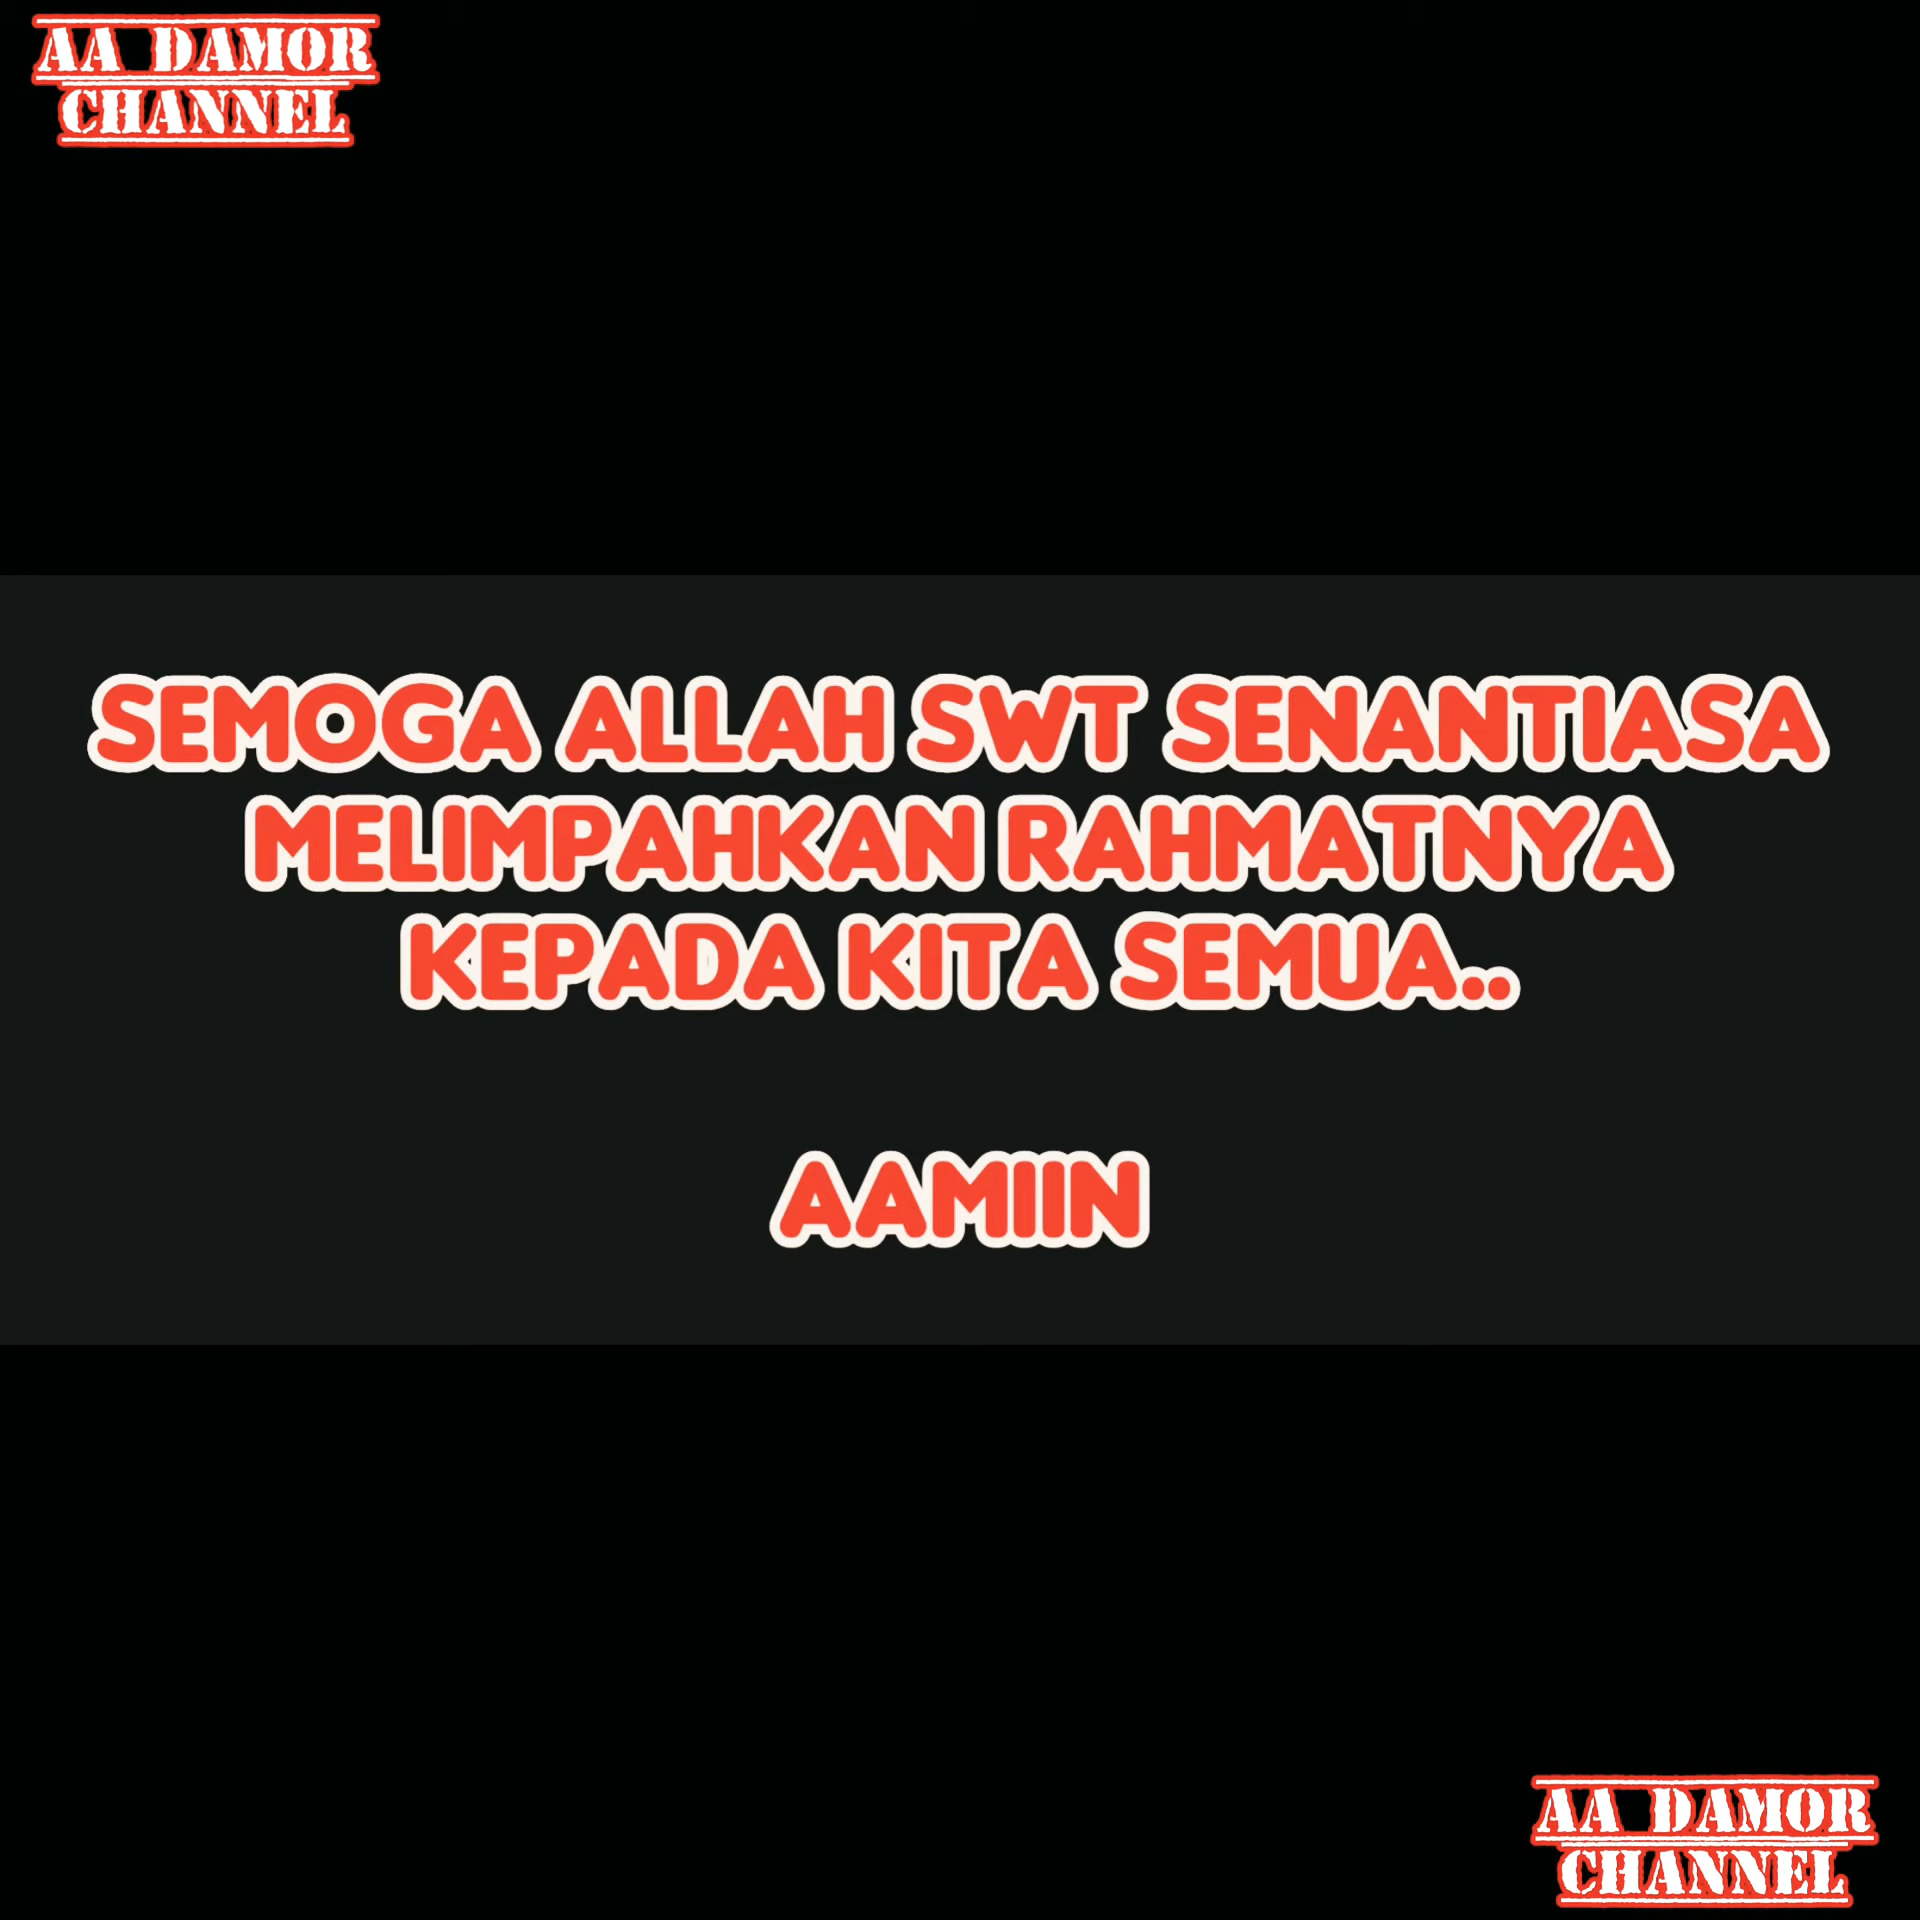 AA DAMOR
CHANNEL
SEMOGA ALLAH SWT SENANTIASA
MELIMPAHKAN RAHMATNYA
KEPADA KITA SEMUA..
AAMIIN
AA DAMOR
CHANNEL